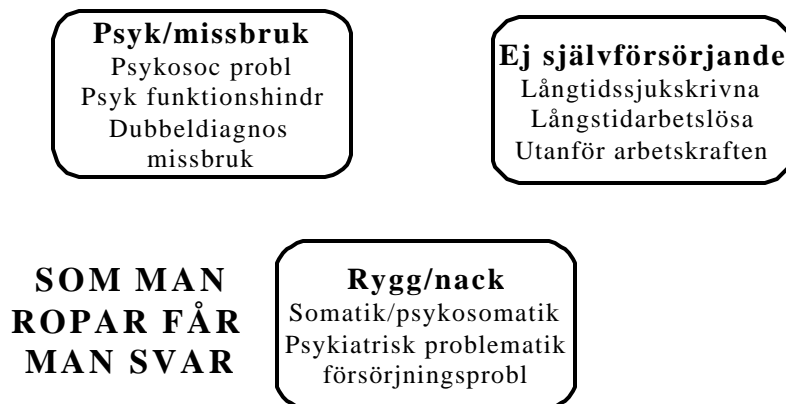 Psyk/missbruk
Psykosoc probl
Psyk funktionshindr
Dubbeldiagnos
missbruk
Ej självförsörjande
Långtidssjukskrivna
Långstidarbetslösa
Utanför arbetskraften
SOM MAN
ROPAR FÅR
MAN SVAR
Rygg/nack
Somatik/psykosomatik
Psykiatrisk problematik
försörjningsprobl